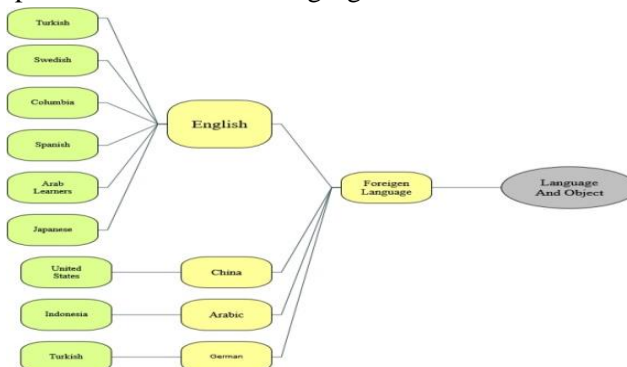 Turkish
Swedish
Columbia
English
Spanish
Arab
Learners
Foreigen
Language
Language
And Object
Japanese
United
States
China
Indonesia
Arabic
Turkish
German